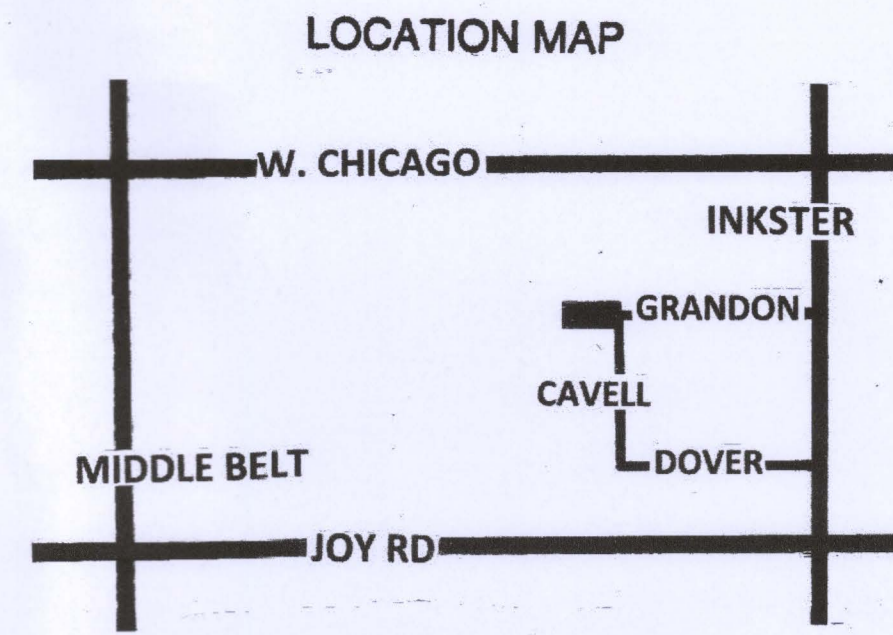 LOCATION MAP
W. CHICAGO
INKSTER
GRANDON
CAVELL
DOVER
MIDDLE BELT
JOY RD